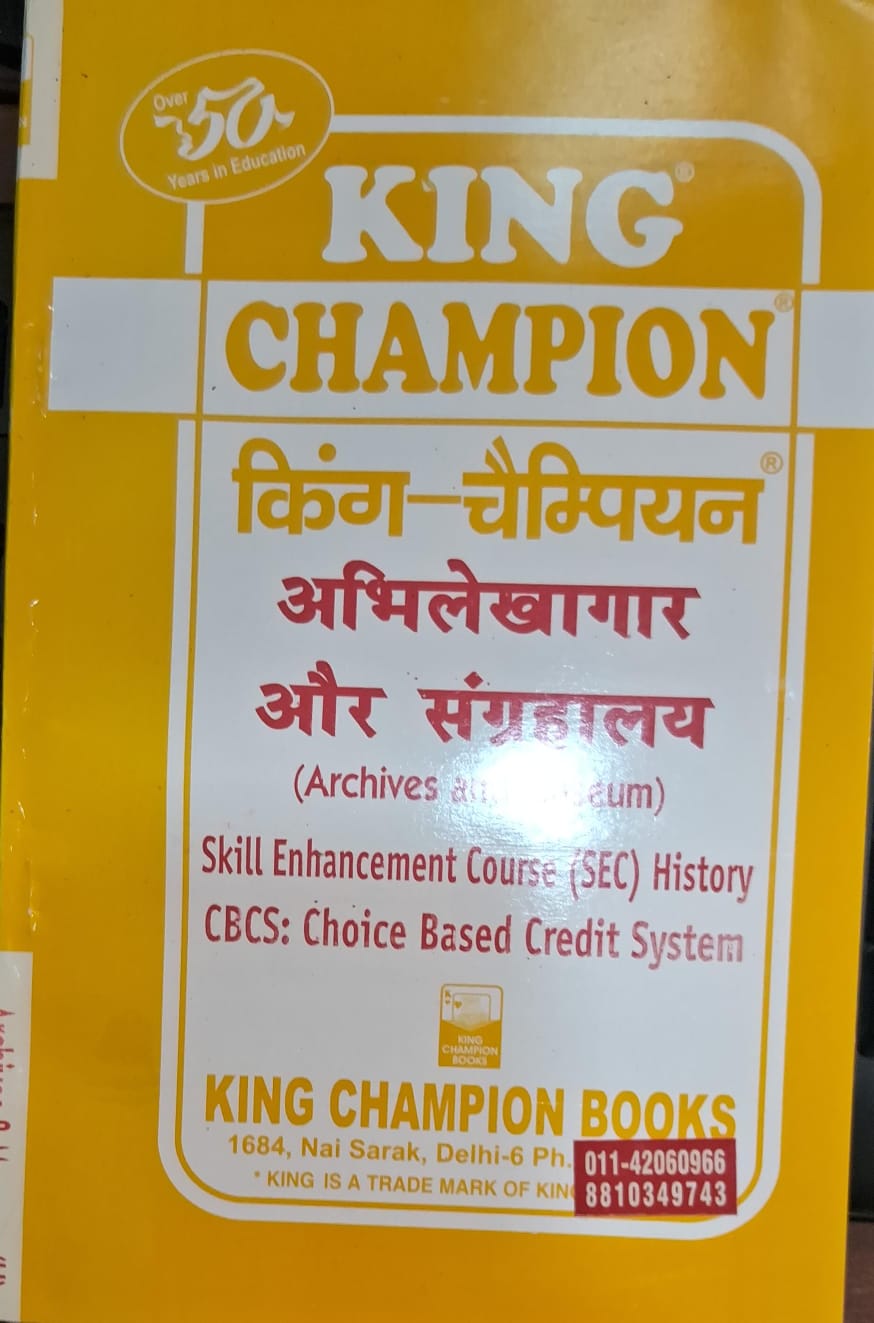 Over
50
Years in Education
KING®
CHAMPION®
किंग–चैम्पियन®
अभिलेखागार
और संग्रहालय
(Archives
Skill Enhancement Course (SEC) History
CBCS: Choice Based Credit System
K
KING
CHAMPION
BOOKS
KING CHAMPION BOOKS
1684, Nai Sarak, Delhi-6 Ph. 011-42060966
8810349743
* KING IS A TRADE MARK OF